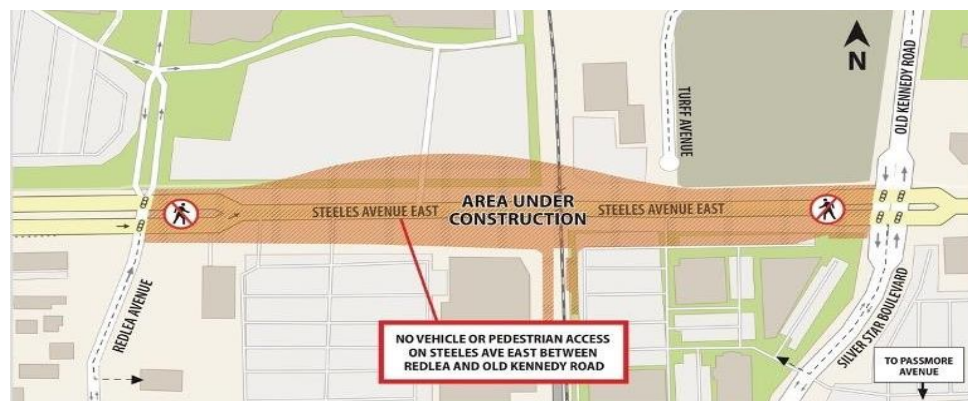 N
OLD KENNEDY ROAD
TURFF AVENUE
STEELES AVENUE EAST
AREA UNDER
CONSTRUCTION
STEELES AVENUE EAST
REDLEA AVENUE
SILVER STAR BOULEVARD
NO VEHICLE OR PEDESTRIAN ACCESS
ON STEELES AVE EAST BETWEEN
REDLEA AND OLD KENNEDY ROAD
TO PASSMORE
AVENUE